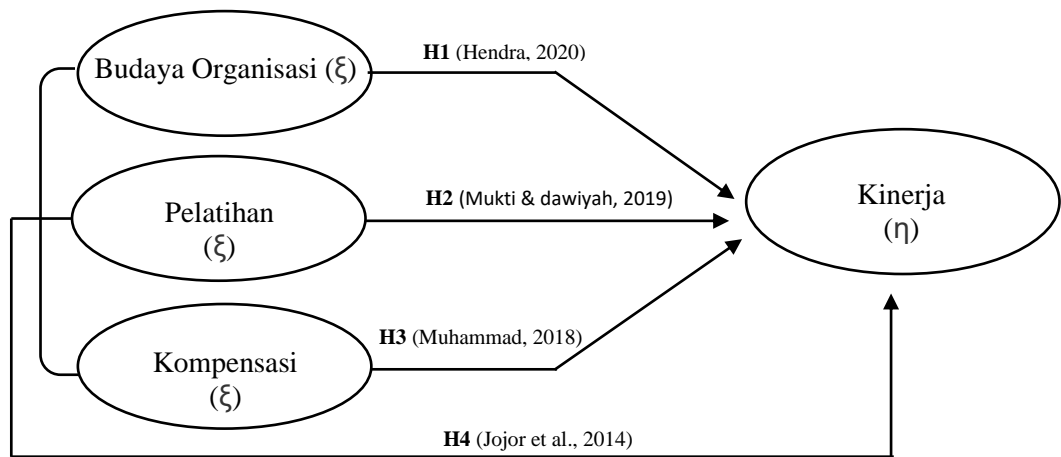 H1 (Hendra, 2020)
Budaya Organisasi (ξ)
H2 (Mukti & dawiyah, 2019)
Pelatihan
(ξ)
Kinerja
(η)
H3 (Muhammad, 2018)
Kompensasi
(ξ)
H4 (Jojor et al., 2014)